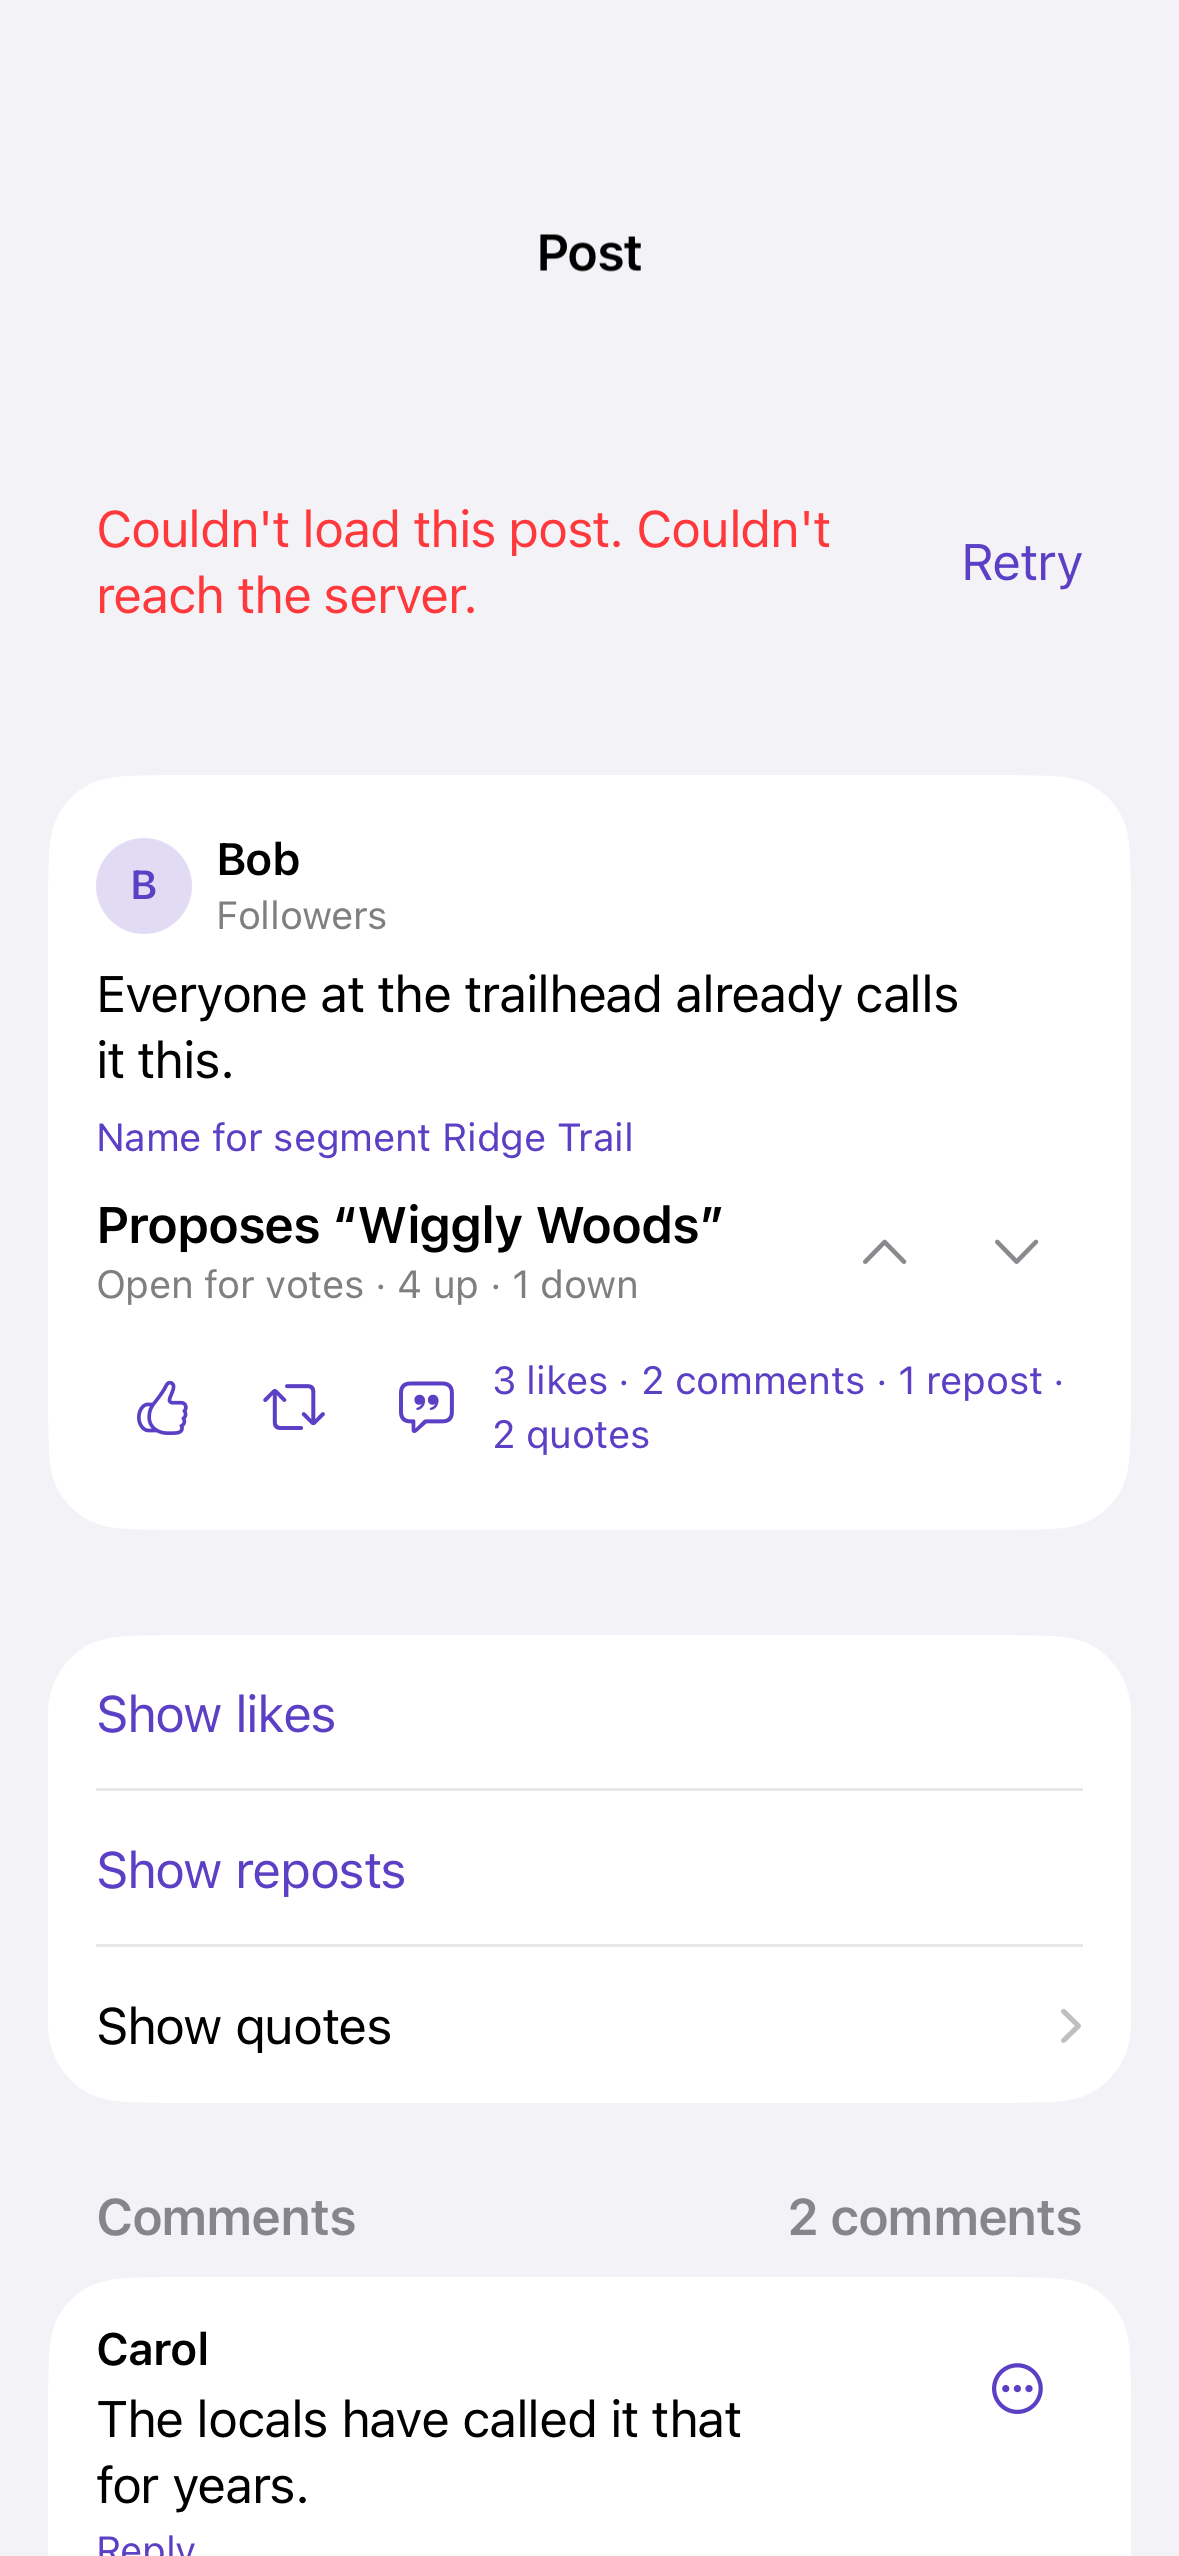 Post
Couldn't load this post. Couldn't
reach the server.
Retry
B
Bob
Followers
Everyone at the trailhead already calls
it this.
Name for segment Ridge Trail
Proposes “Wiggly Woods”
Open for votes · 4 up · 1 down
3 likes · 2 comments · 1 repost ·
2 quotes
Show likes
Show reposts
Show quotes
Comments
2 comments
Carol
The locals have called it that
for years.
Reply